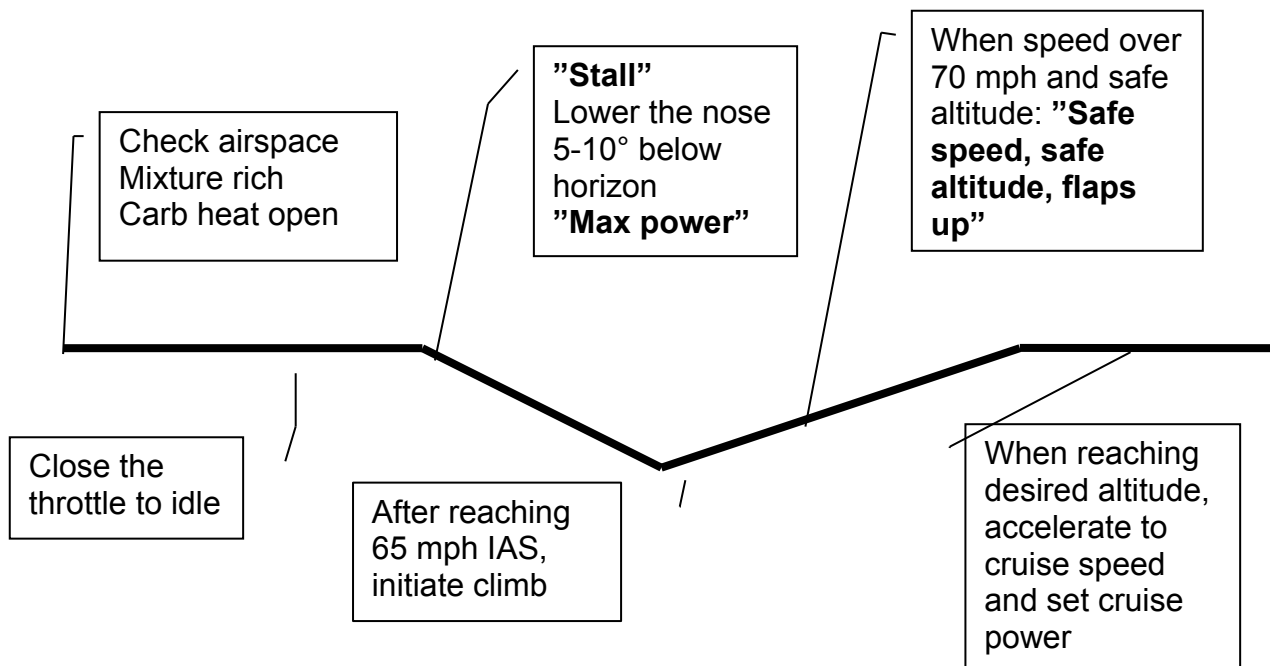 Check airspace
Mixture rich
Carb heat open
Close the
throttle to idle
”Stall”
Lower the nose
5-10° below
horizon
”Max power”
After reaching
65 mph IAS,
initiate climb
When speed over
70 mph and safe
altitude: ”Safe
speed, safe
altitude, flaps
up”
When reaching
desired altitude,
accelerate to
cruise speed
and set cruise
power